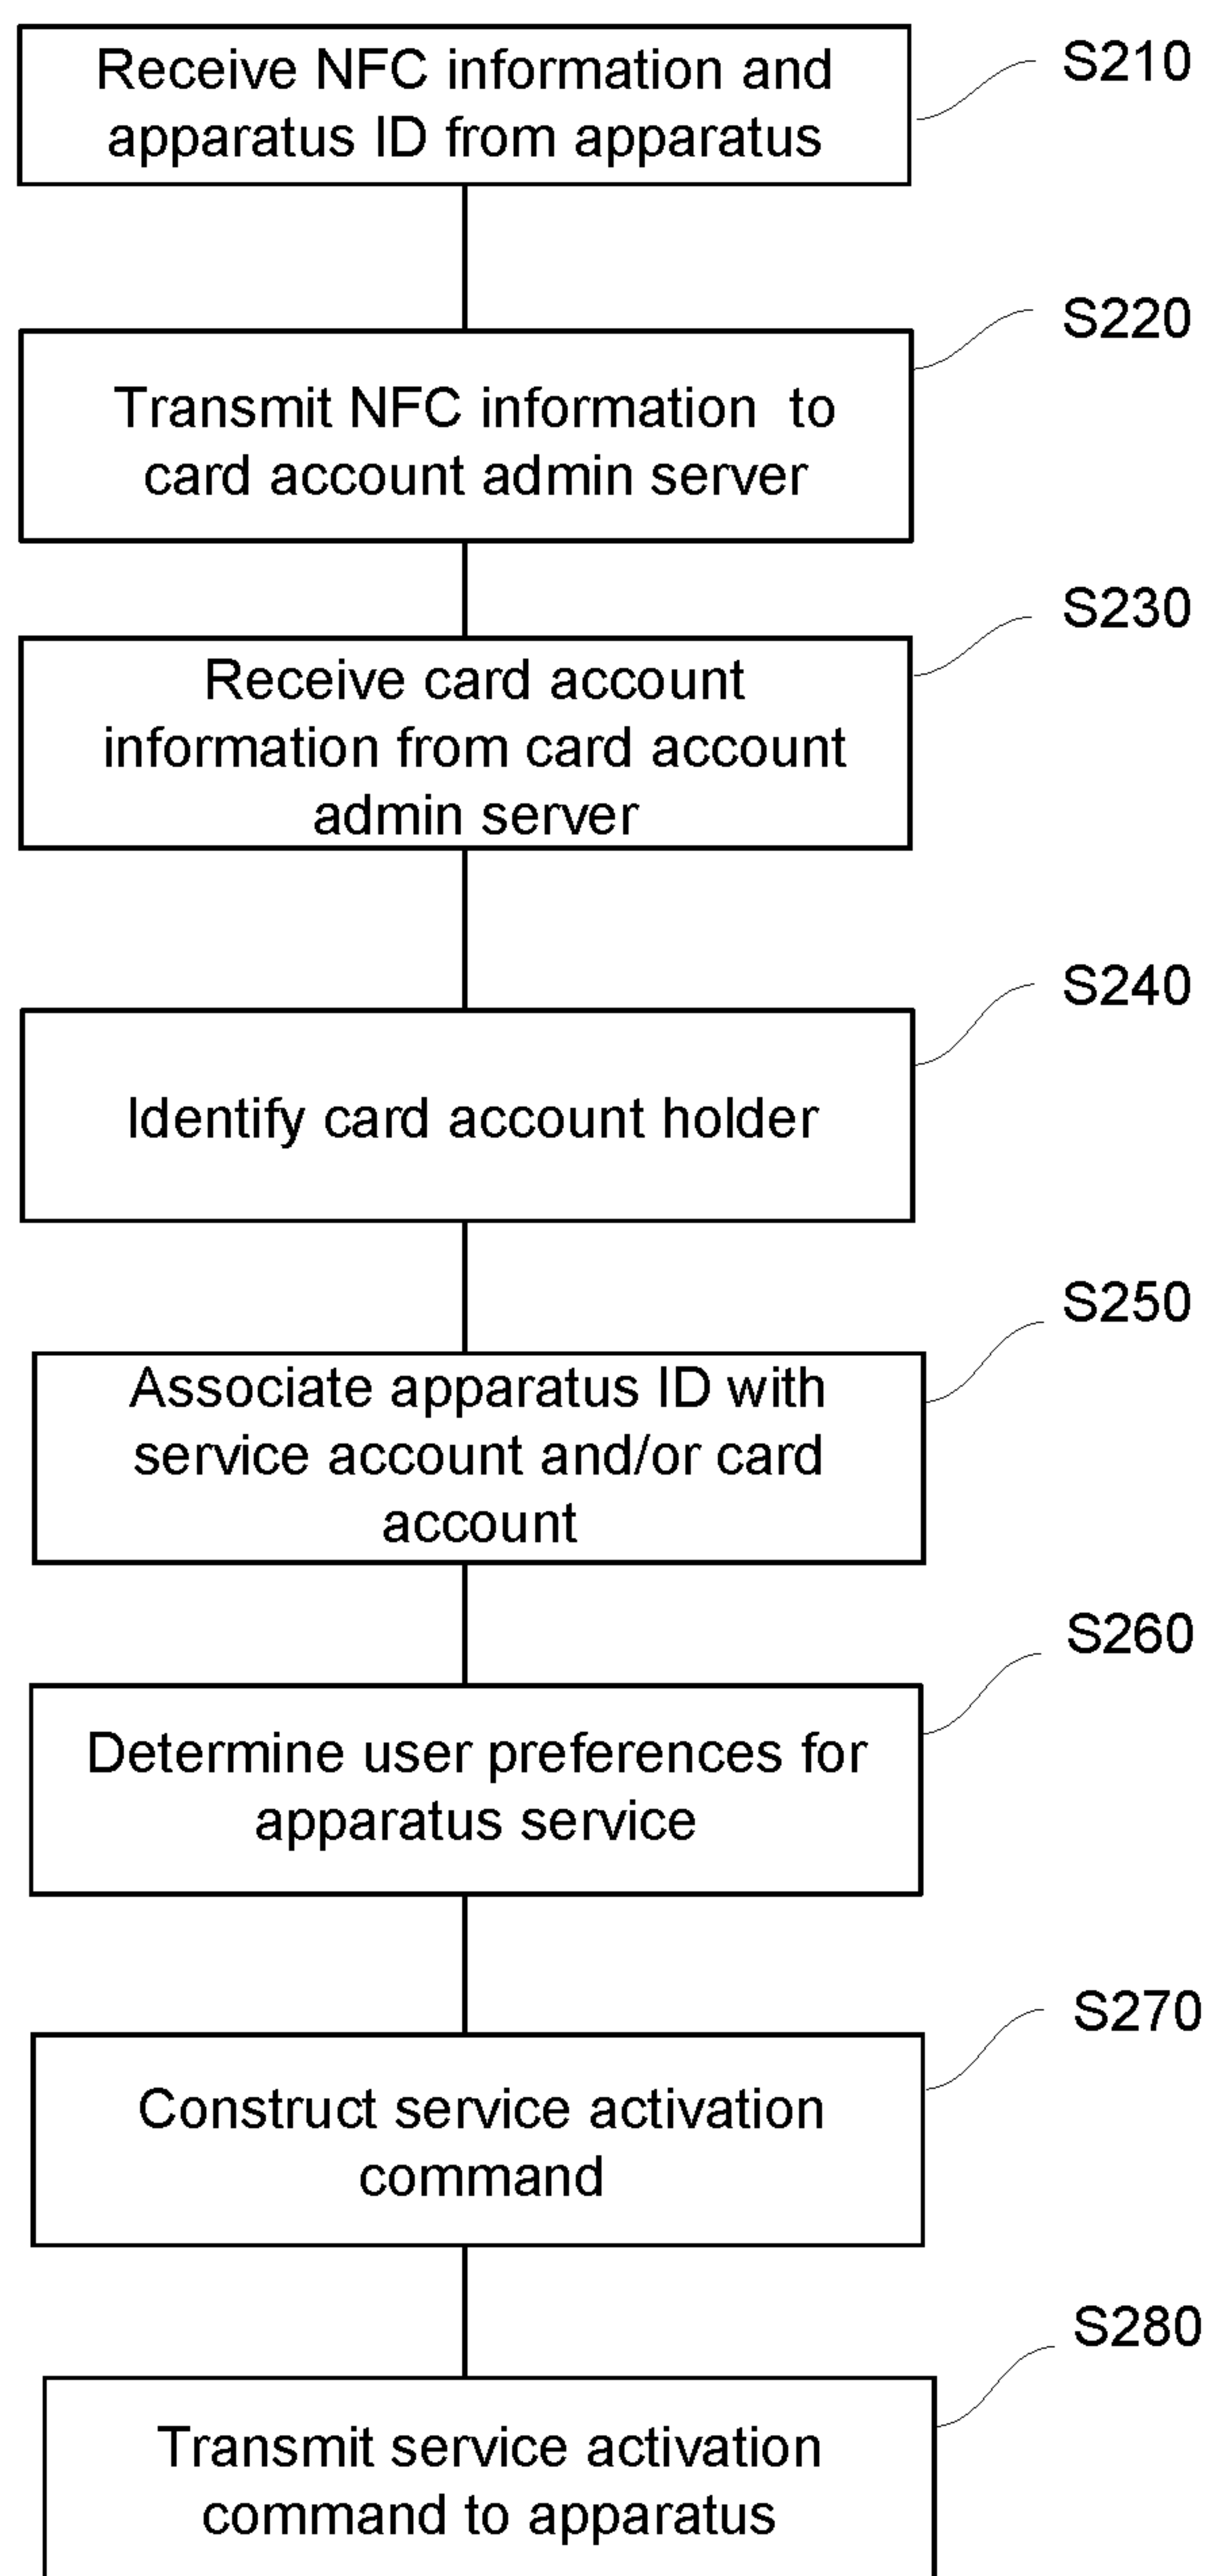 Receive NFC information and
apparatus ID from apparatus
S210
Transmit NFC information  to
card account admin server
S220
Receive card account
information from card account
admin server
S230
Identify card account holder
S240
Associate apparatus ID with
service account and/or card
account
S250
Determine user preferences for
apparatus service
S260
Construct service activation
command
S270
Transmit service activation
command to apparatus
S280